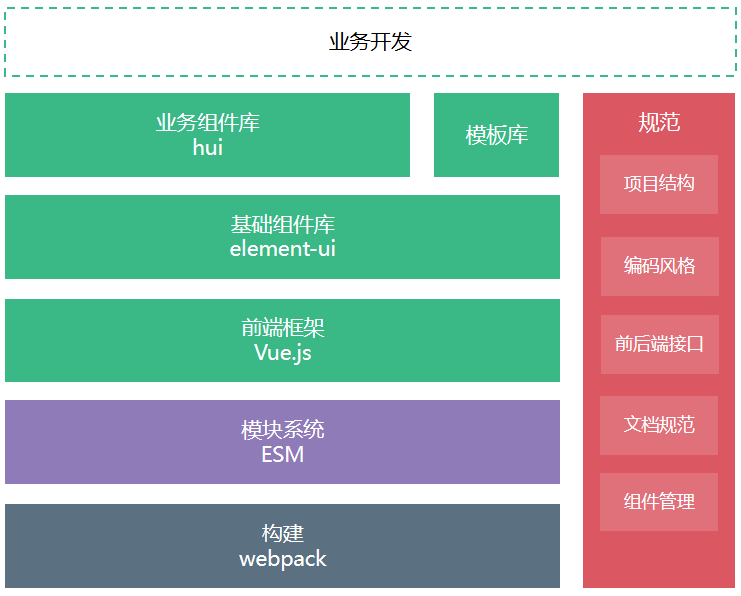 业务开发
业务组件库
hui
模板库
基础组件库
element-ui
前端框架
Vue.js
模块系统
ESM
构建
webpack
规范
项目结构
编码风格
前后端接口
文档规范
组件管理